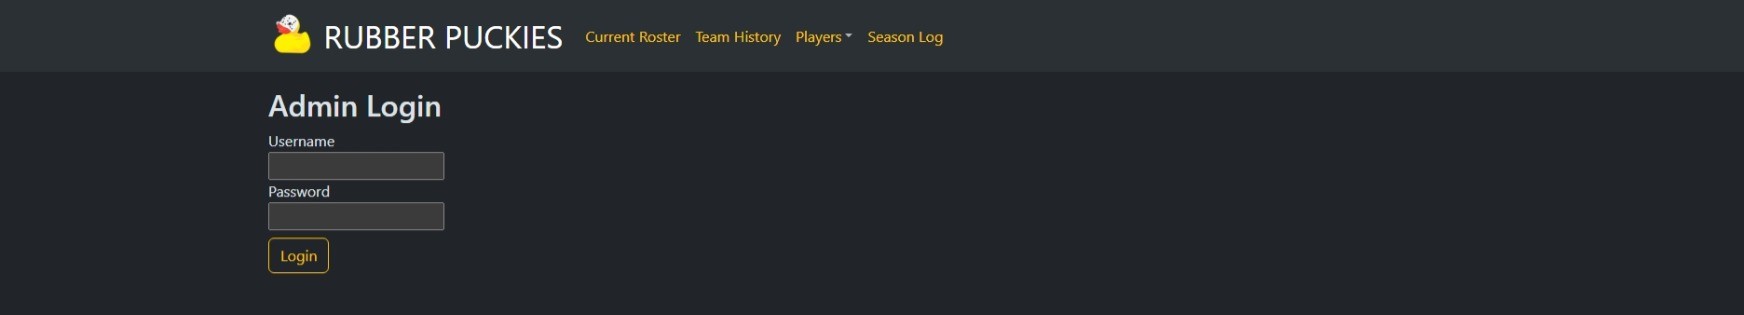 RUBBER PUCKIES Current Roster Team History Players Season Log
Admin Login
Username
Password
Login